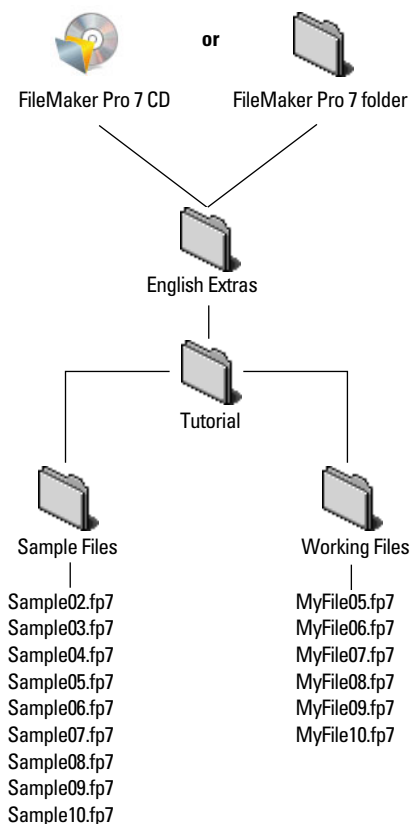 or
FileMaker Pro 7 CD
FileMaker Pro 7 folder
English Extras
Tutorial
Sample Files
Sample02.fp7
Sample03.fp7
Sample04.fp7
Sample05.fp7
Sample06.fp7
Sample07.fp7
Sample08.fp7
Sample09.fp7
Sample10.fp7
Working Files
MyFile05.fp7
MyFile06.fp7
MyFile07.fp7
MyFile08.fp7
MyFile09.fp7
MyFile10.fp7